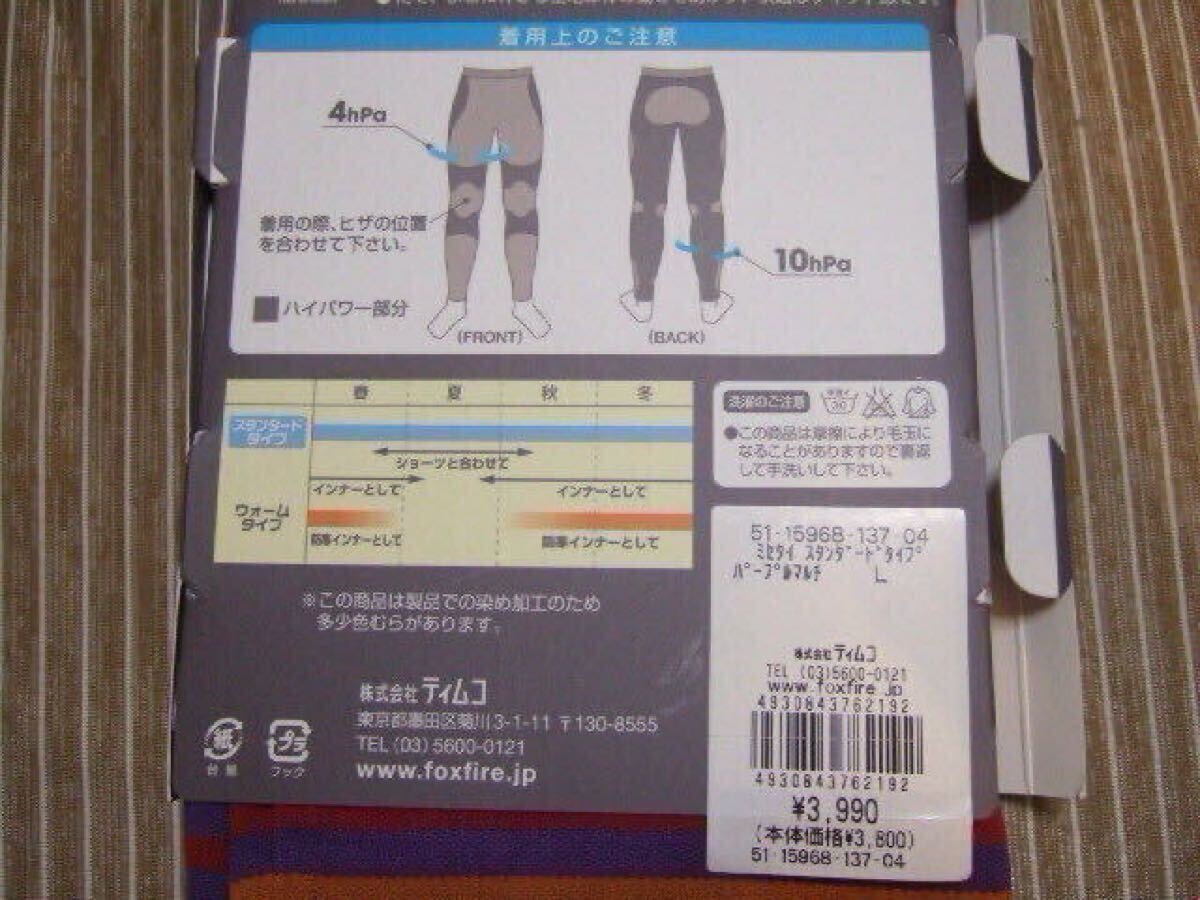 着用上のご注意
4hPa
着用の際、ヒザの位置
を合わせて下さい。
10hPa
ハイパワー部分
(FRONT)
(BACK)
春 夏 秋 冬
スタンダード
タイプ
ショーツと合わせて
インナーとして インナーとして
ウォーム
タイプ
防寒インナーとして 防寒インナーとして
洗濯のご注意
●この商品は摩擦により毛玉に
なることがありますので裏返
して手洗いして下さい。
※この商品は製品での染め加工のため
多少色むらがあります。
株式会社ティムコ
東京都墨田区菊川3-1-11 〒130-8555
TEL (03) 5600-0121
www.foxfire.jp
紙
台紙
プラ
フック
51-15968-137-04
ミセタイ スタンダードタイプ
パープルマルチ L
株式会社ティムコ
TEL (03)5600-0121
www.foxfire.jp
4930843762192
4930843762192
¥3,990
(本体価格¥3,800)
51-15968-137-04